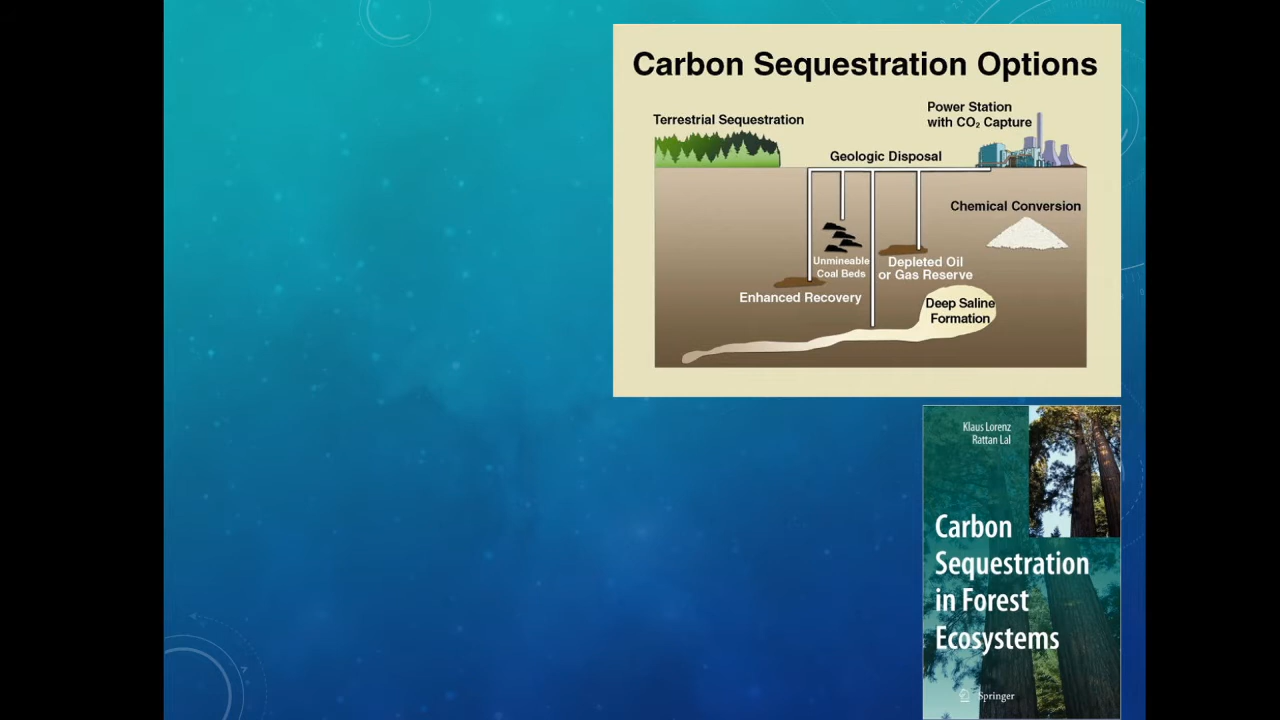 Carbon Sequestration Options
Power Station
with CO₂ Capture
Terrestrial Sequestration
Geologic Disposal
Chemical Conversion
Unmineable
Coal Beds
Depleted Oil
or Gas Reserve
Enhanced Recovery
Deep Saline
Formation
Klaus Lorenz
Rattan Lal
Carbon
Sequestration
in Forest
Ecosystems
Springer